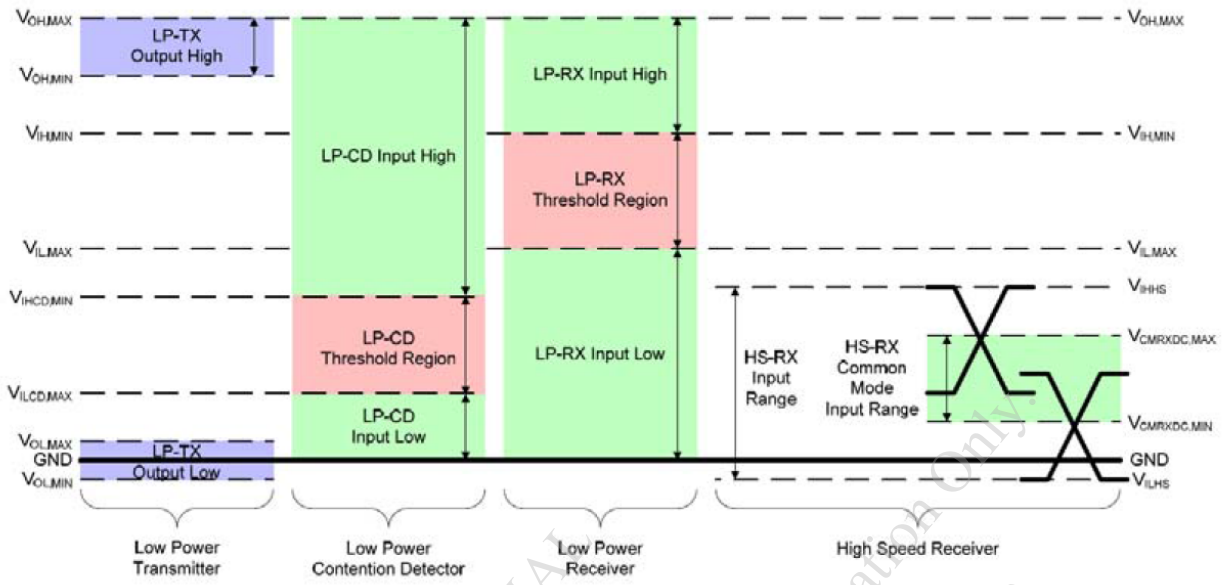 VOH,MAX
LP-TX
Output High
VOH,MIN
VIH,MIN
VIL,MAX
VIHCD,MIN
VILCD,MAX
VOL,MAX
GND
LP-TX
Output Low
VOL,MIN
LP-CD Input High
LP-CD
Threshold Region
LP-CD
Input Low
LP-RX Input High
LP-RX
Threshold Region
LP-RX Input Low
HS-RX
Input
Range
HS-RX
Common
Mode
Input Range
VOH,MAX
VIH,MIN
VIL,MAX
VIHHS
VCMRXDC,MAX
VCMRXDC,MIN
GND
VILHS
Low Power
Transmitter
Low Power
Contention Detector
Low Power
Receiver
High Speed Receiver
Only.